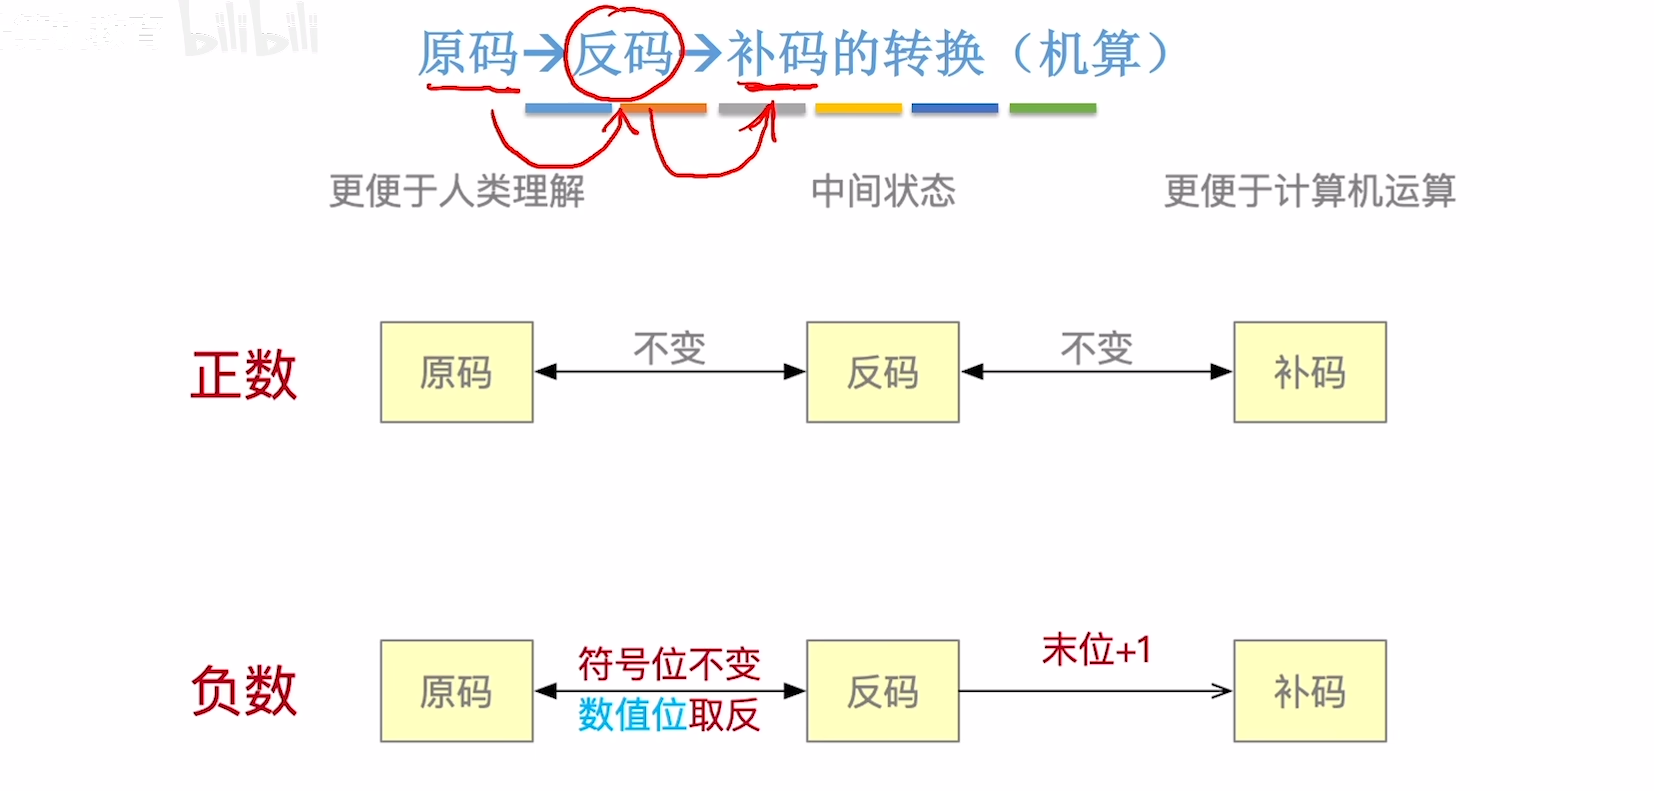 bilibili
原码→反码→补码的转换（机算）
更便于人类理解 中间状态 更便于计算机运算
正数 原码 不变 反码 不变 补码
符号位不变 末位+1
负数 原码 反码 补码
数值位取反